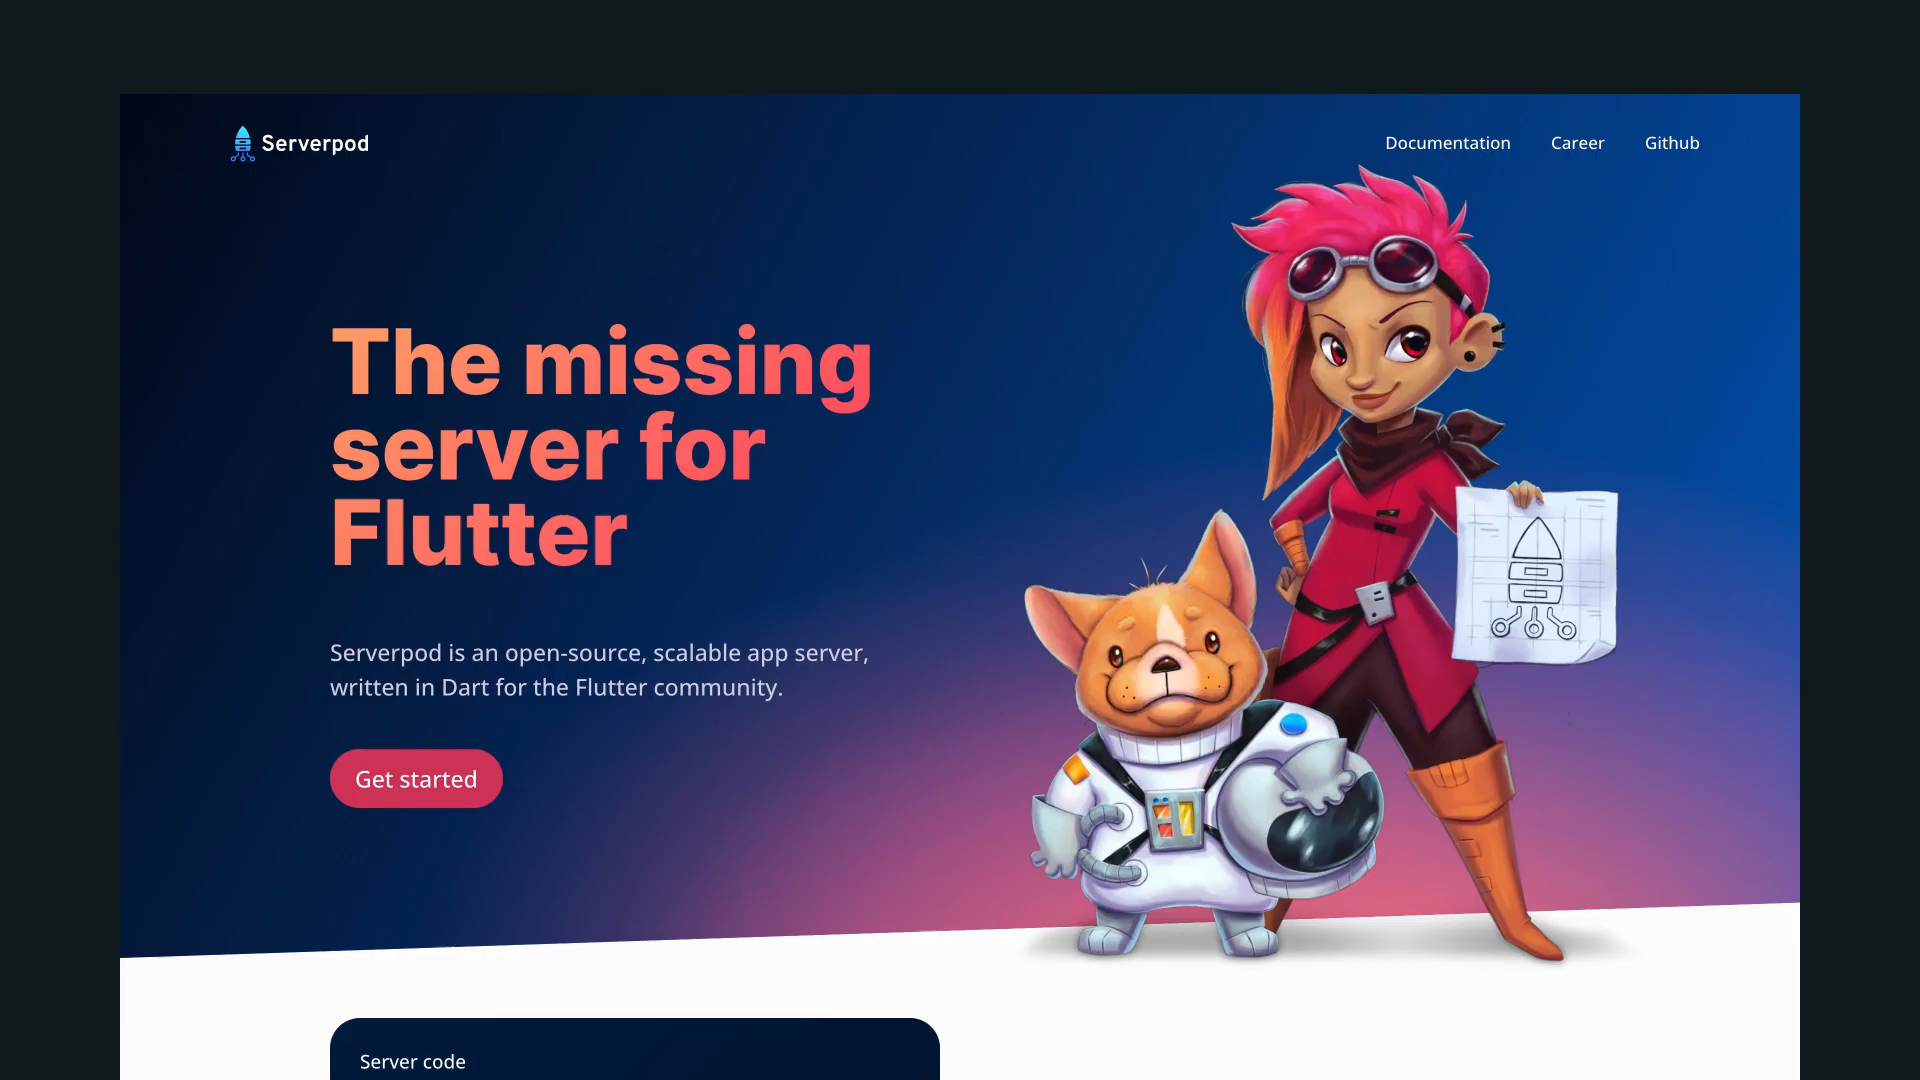 Serverpod
Documentation
Career
Github
The missing
server for
Flutter
Serverpod is an open-source, scalable app server,
written in Dart for the Flutter community.
Get started
Server code